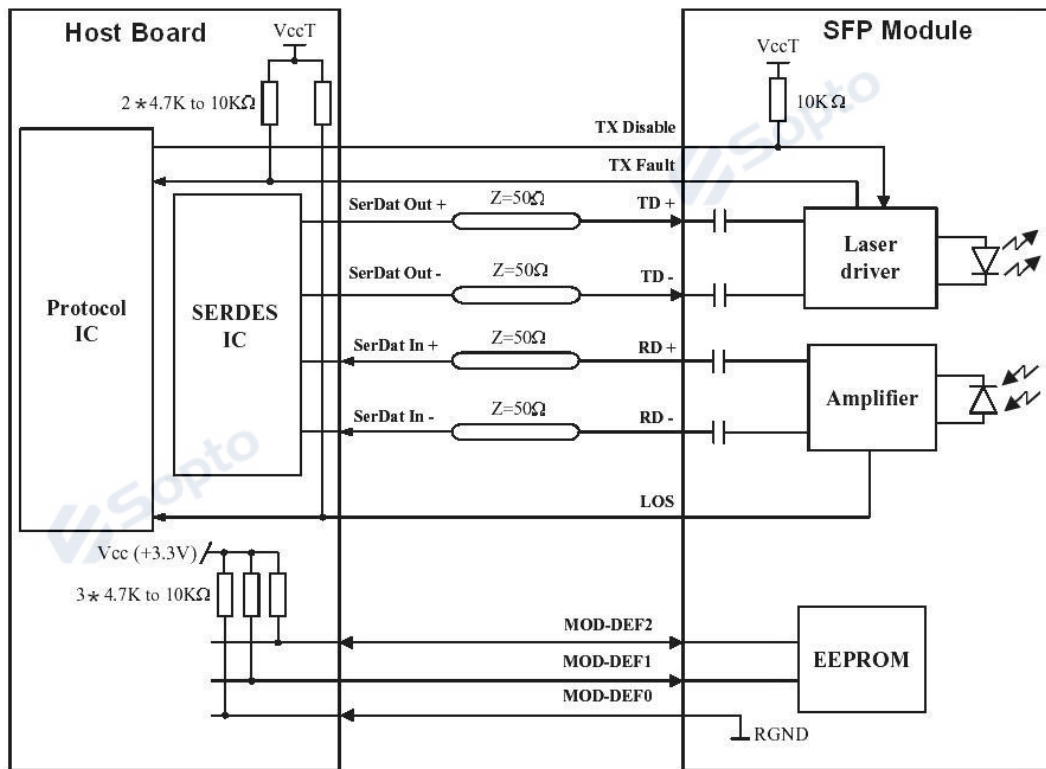 Host Board
SFP Module
VccT
VccT
2*4.7K to 10KΩ
10KΩ
TX Disable
TX Fault
SerDat Out +
Z=50Ω
TD +
Laser
driver
SerDat Out -
Z=50Ω
TD -
Protocol
IC
SERDES
IC
SerDat In +
Z=50Ω
RD +
Amplifier
SerDat In -
Z=50Ω
RD -
LOS
Vcc (+3.3V)
3*4.7K to 10KΩ
MOD-DEF2
MOD-DEF1
MOD-DEF0
EEPROM
RGND
Sopto
Sopto